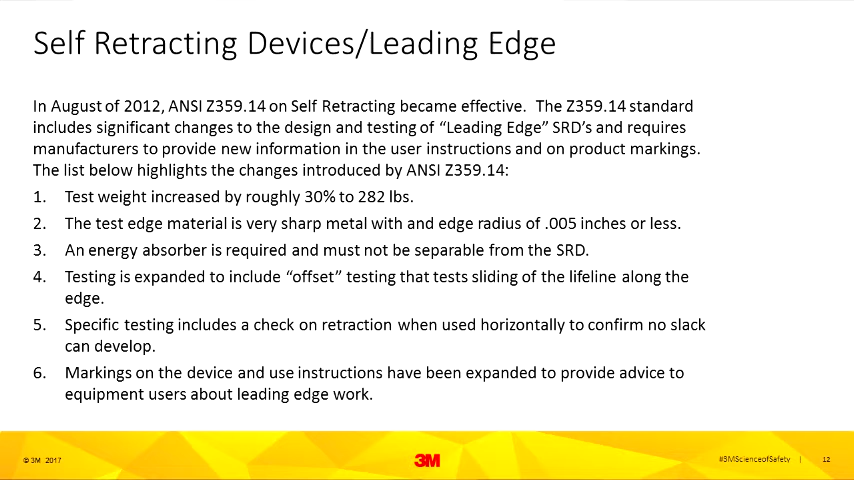 Self Retracting Devices/Leading Edge
In August of 2012, ANSI Z359.14 on Self Retracting became effective.  The Z359.14 standard
includes significant changes to the design and testing of “Leading Edge” SRD’s and requires
manufacturers to provide new information in the user instructions and on product markings.
The list below highlights the changes introduced by ANSI Z359.14:
1. Test weight increased by roughly 30% to 282 lbs.
2. The test edge material is very sharp metal with and edge radius of .005 inches or less.
3. An energy absorber is required and must not be separable from the SRD.
4. Testing is expanded to include “offset” testing that tests sliding of the lifeline along the
edge.
5. Specific testing includes a check on retraction when used horizontally to confirm no slack
can develop.
6. Markings on the device and use instructions have been expanded to provide advice to
equipment users about leading edge work.
© 3M 2017
3M
#3MScienceofSafety | 12